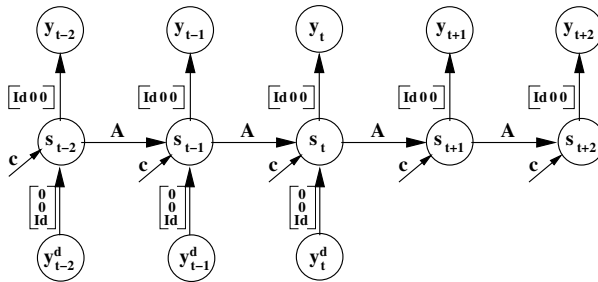 y_{t-2} y_{t-1} y_t y_{t+1} y_{t+2}
[Id 0 0] [Id 0 0] [Id 0 0] [Id 0 0] [Id 0 0]
A A A A
s_{t-2} s_{t-1} s_t s_{t+1} s_{t+2}
c c c c c
0 0 0
0 0 0
Id Id Id
y^d_{t-2} y^d_{t-1} y^d_t